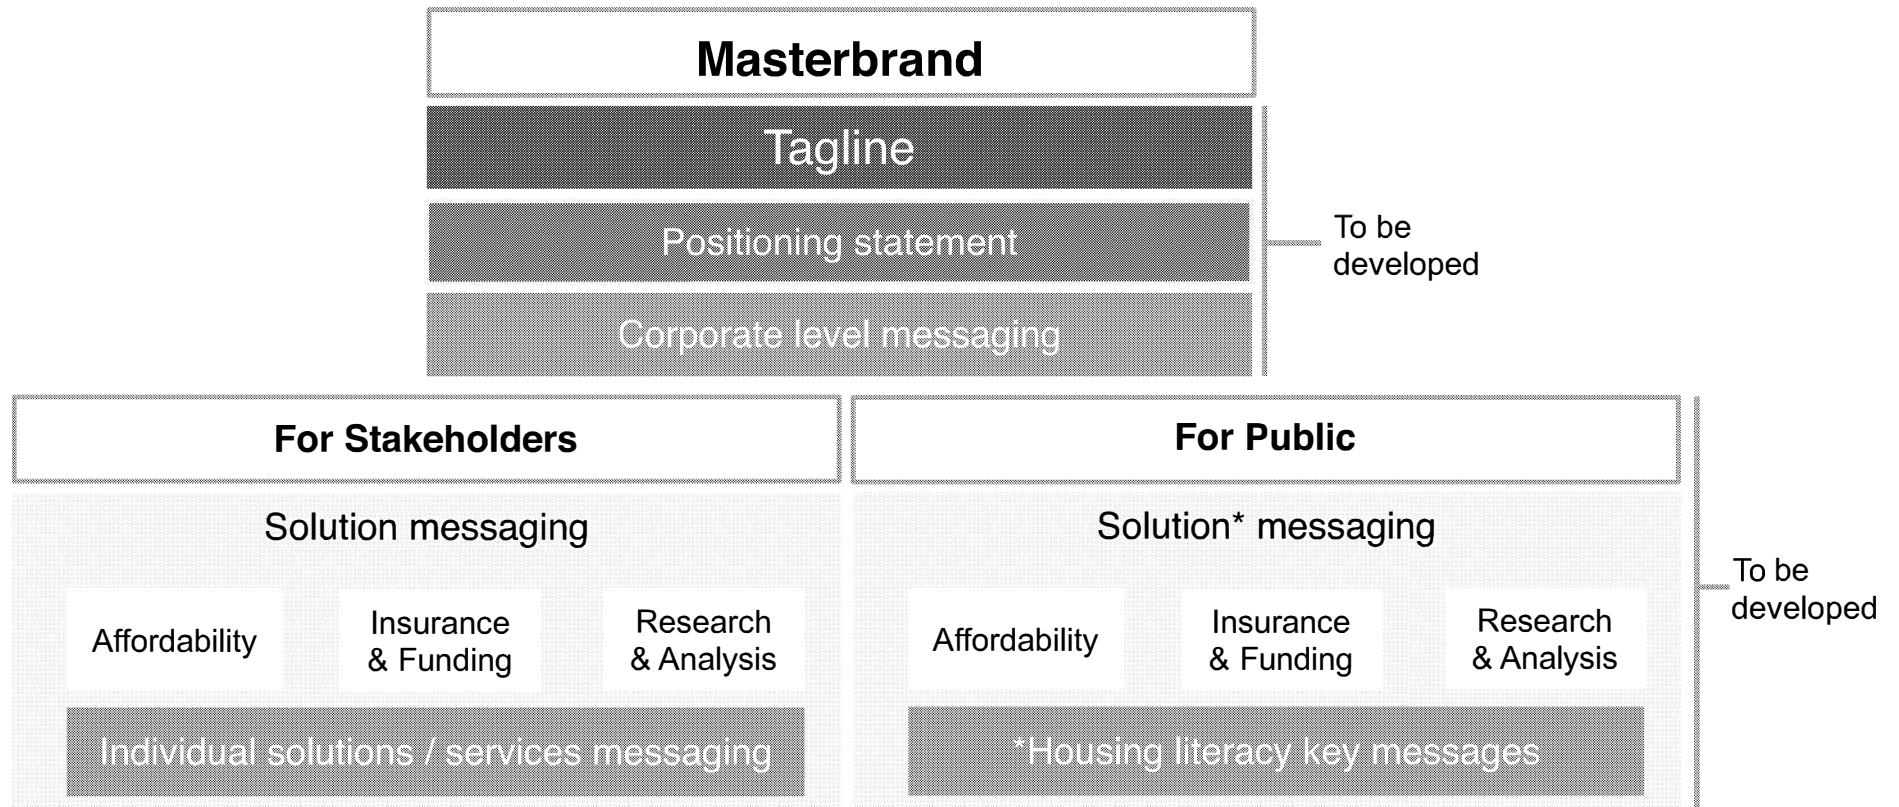 Masterbrand
Tagline
Positioning statement
Corporate level messaging
To be
developed
For Stakeholders
Solution messaging
Affordability
Insurance
& Funding
Research
& Analysis
Individual solutions / services messaging
For Public
Solution* messaging
Affordability
Insurance
& Funding
Research
& Analysis
*Housing literacy key messages
To be
developed